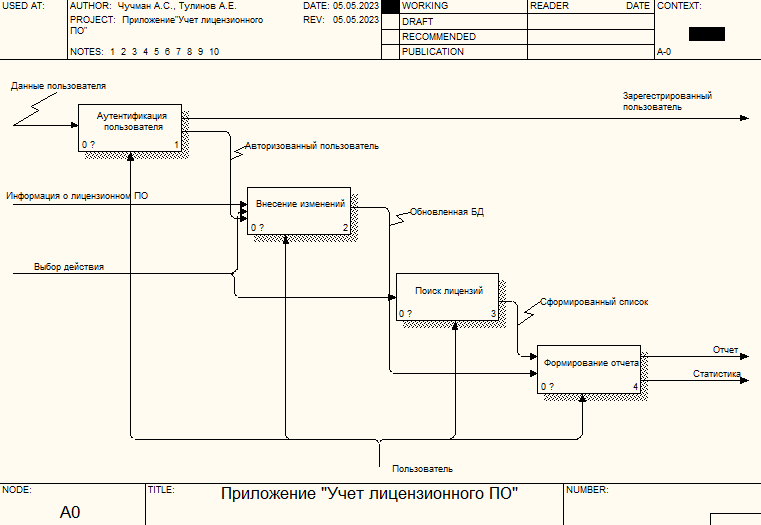 USED AT:
AUTHOR: Чучман А.С., Тулинов А.Е.
DATE: 05.05.2023
WORKING
READER
DATE
CONTEXT:
PROJECT: Приложение"Учет лицензионного
ПО"
REV: 05.05.2023
DRAFT
RECOMMENDED
NOTES: 1 2 3 4 5 6 7 8 9 10
PUBLICATION
A-0
Данные пользователя
Зарегестрированный
пользователь
Аутентификация
пользователя
0 ?
1
Авторизованный пользователь
Информация о лицензионном ПО
Внесение изменений
0 ?
2
Обновленная БД
Выбор действия
Поиск лицензий
0 ?
3
Сформированный список
Формирование отчета
0 ?
4
Отчет
Статистика
Пользователь
NODE:
A0
TITLE:
Приложение "Учет лицензионного ПО"
NUMBER: